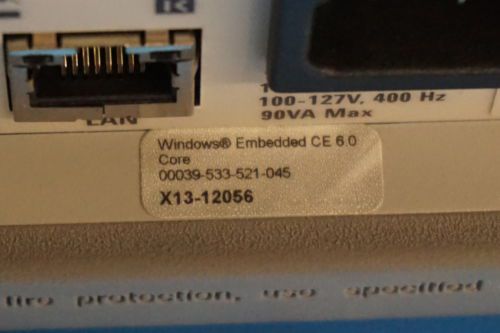 LAN
100-127V, 400 Hz
90VA Max
Windows® Embedded CE 6.0
Core
00039-533-521-045
X13-12056
fire protection, use specified